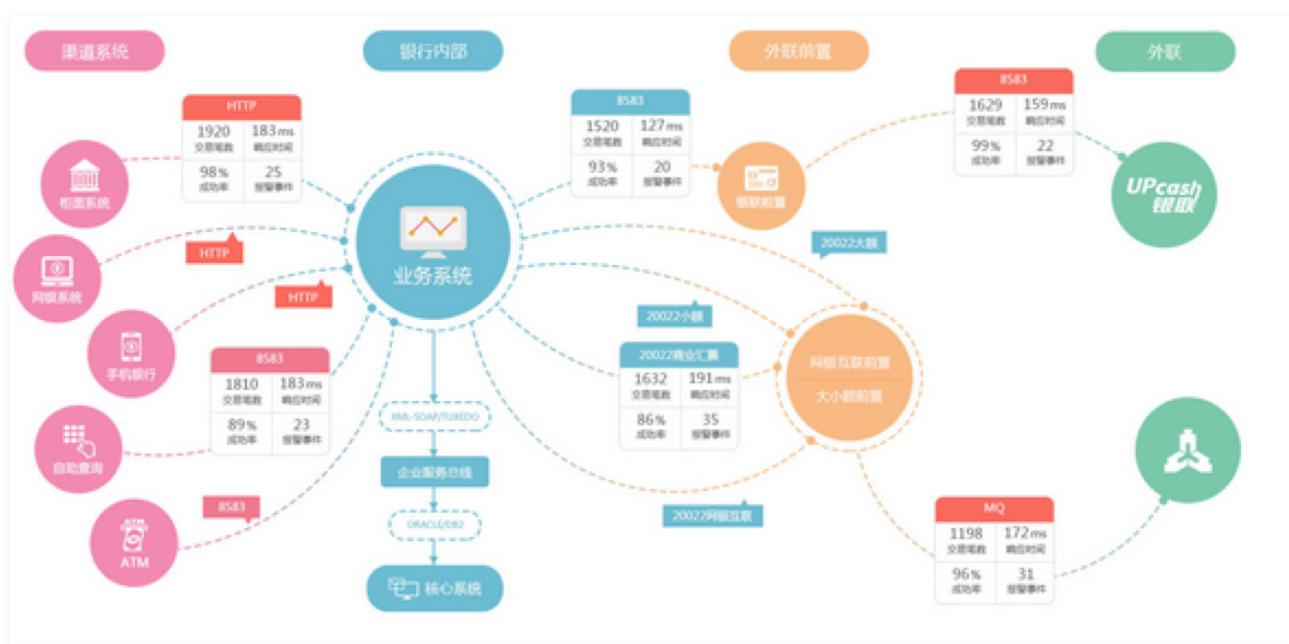 渠道系统
银行内部
外联前置
外联
HTTP
1920 183ms
交易笔数 响应时间
98% 25
成功率 报警事件
8583
1520 127ms
交易笔数 响应时间
93% 20
成功率 报警事件
8583
1629 159ms
交易笔数 响应时间
99% 22
成功率 报警事件
柜面系统
银联前置
UPcash
银取
HTTP
20022大额
业务系统
网银系统
HTTP
20022小额
手机银行
8583
1810 183ms
交易笔数 响应时间
89% 23
成功率 报警事件
20022商业汇票
1632 191ms
交易笔数 响应时间
86% 35
成功率 报警事件
网银互联前置
大小额前置
XML-SOAP/TUXEDO
自助查询
企业服务总线
8583
20022网银互联
ORACLE/DB2
ATM
核心系统
MQ
1198 172ms
交易笔数 响应时间
96% 31
成功率 报警事件